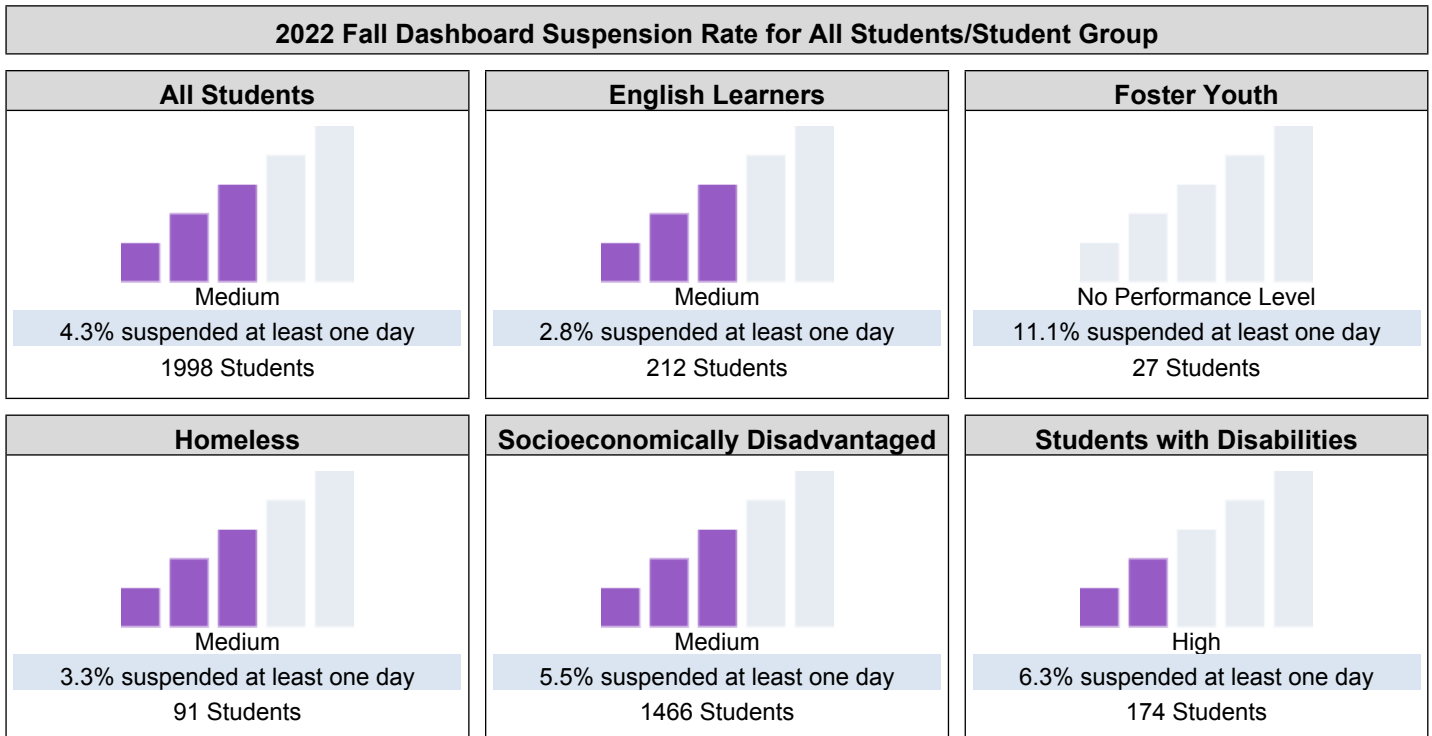 2022 Fall Dashboard Suspension Rate for All Students/Student Group
All Students
Medium
4.3% suspended at least one day
1998 Students
English Learners
Medium
2.8% suspended at least one day
212 Students
Foster Youth
No Performance Level
11.1% suspended at least one day
27 Students
Homeless
Medium
3.3% suspended at least one day
91 Students
Socioeconomically Disadvantaged
Medium
5.5% suspended at least one day
1466 Students
Students with Disabilities
High
6.3% suspended at least one day
174 Students